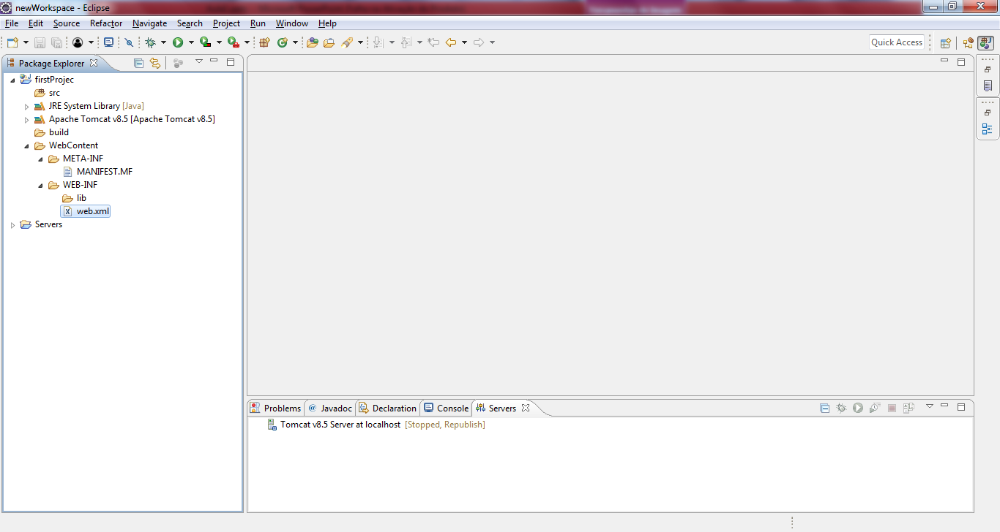 newWorkspace - Eclipse
File Edit Source Refactor Navigate Search Project Run Window Help
Quick Access
Package Explorer
firstProjec
src
JRE System Library [Java]
Apache Tomcat v8.5 [Apache Tomcat v8.5]
build
WebContent
META-INF
MANIFEST.MF
WEB-INF
lib
web.xml
Servers
Problems Javadoc Declaration Console Servers
Tomcat v8.5 Server at localhost [Stopped, Republish]